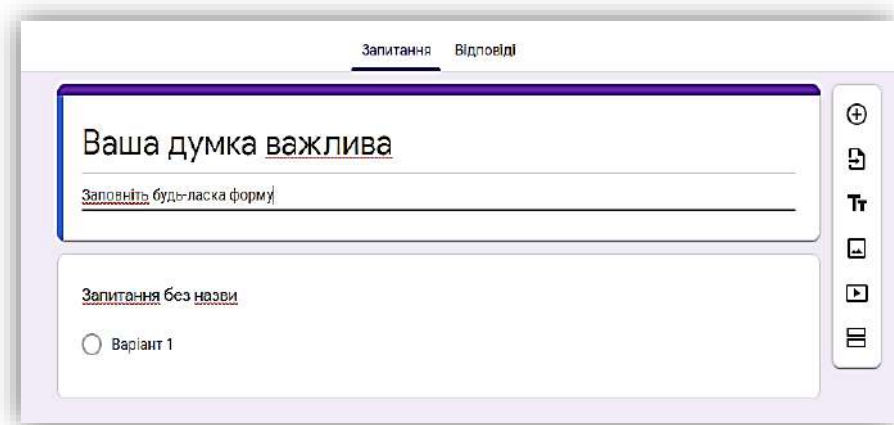 Запитання Відповіді
Ваша думка важлива
Заповніть будь-ласка форму
Запитання без назви
Варіант 1